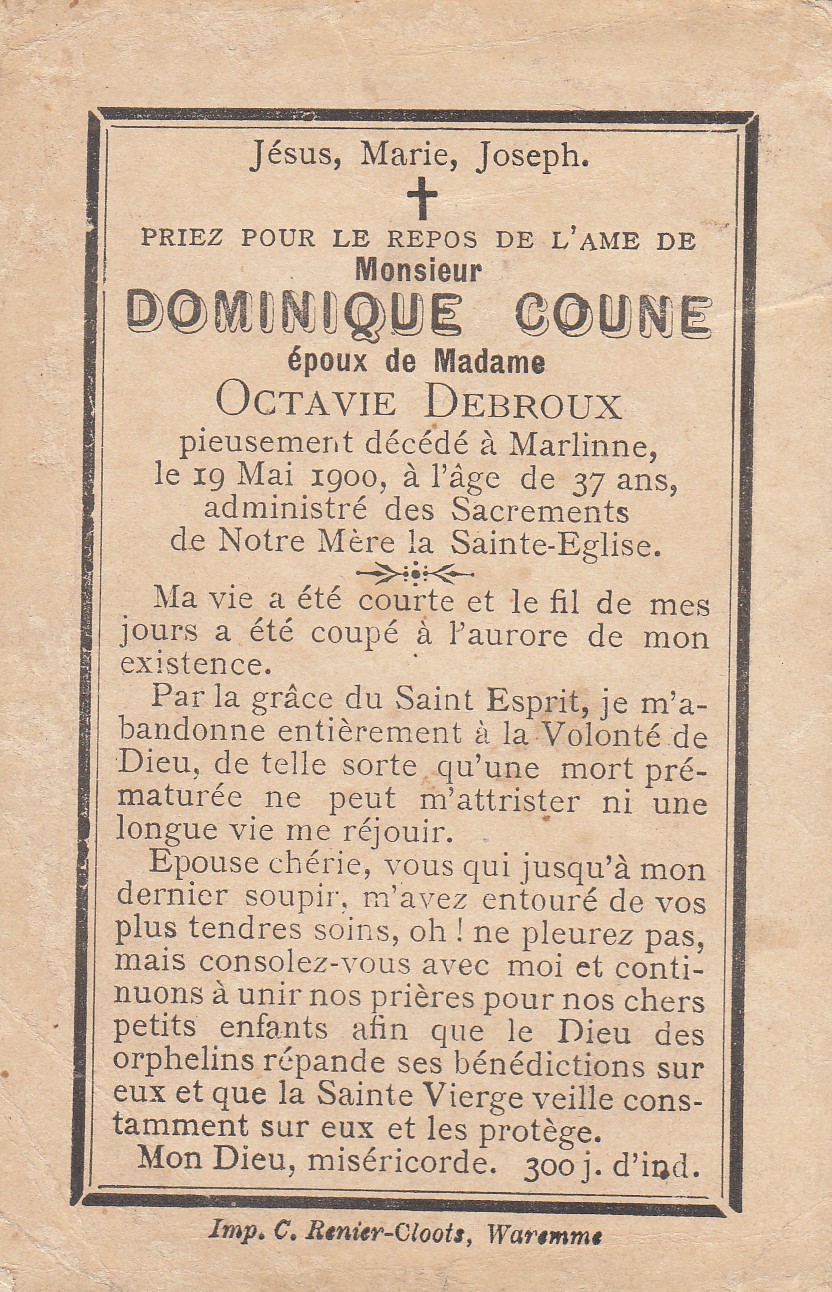 Jésus, Marie, Joseph.
PRIEZ POUR LE REPOS DE L'AME DE
Monsieur
DOMINIQUE COUNE
époux de Madame
OCTAVIE DEBROUX
pieusement décédé à Marlinne,
le 19 Mai 1900, à l'âge de 37 ans,
administré des Sacrements
de Notre Mère la Sainte-Eglise.
Ma vie a été courte et le fil de mes
jours a été coupé à l'aurore de mon
existence.
Par la grâce du Saint Esprit, je m'a-
bandonne entièrement à la Volonté de
Dieu, de telle sorte qu'une mort pré-
maturée ne peut m'attrister ni une
longue vie me réjouir.
Epouse chérie, vous qui jusqu'à mon
dernier soupir, m'avez entouré de vos
plus tendres soins, oh ! ne pleurez pas,
mais consolez-vous avec moi et conti-
nuons à unir nos prières pour nos chers
petits enfants afin que le Dieu des
orphelins répande ses bénédictions sur
eux et que la Sainte Vierge veille cons-
tamment sur eux et les protège.
Mon Dieu, miséricorde. 300 j. d'ind.
Imp. C. Renier-Cloots, Waremme